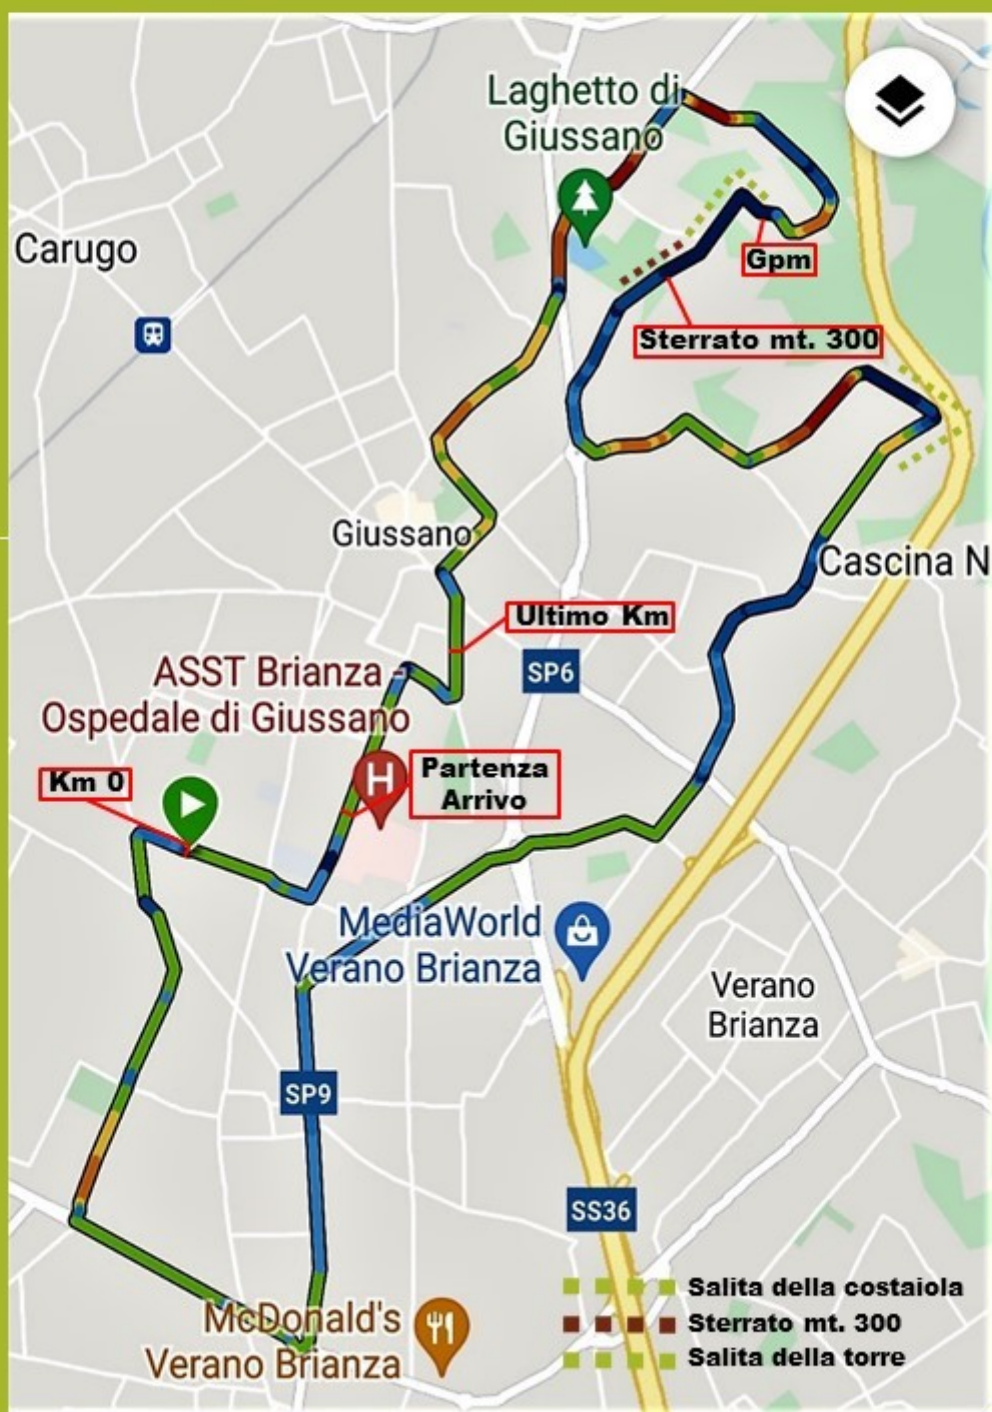 Laghetto di
Giussano
Carugo
Gpm
Sterrato mt. 300
Giussano
Cascina N
Ultimo Km
SP6
ASST Brianza -
Ospedale di Giussano
Km 0
H
Partenza
Arrivo
MediaWorld
Verano Brianza
Verano
Brianza
SP9
SS36
Salita della costaiola
Sterrato mt. 300
Salita della torre
McDonald's
Verano Brianza